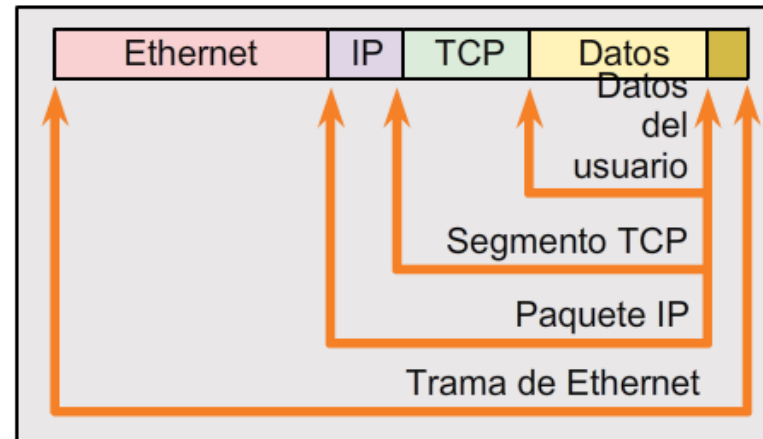 Ethernet IP TCP Datos
Datos
del
usuario
Segmento TCP
Paquete IP
Trama de Ethernet